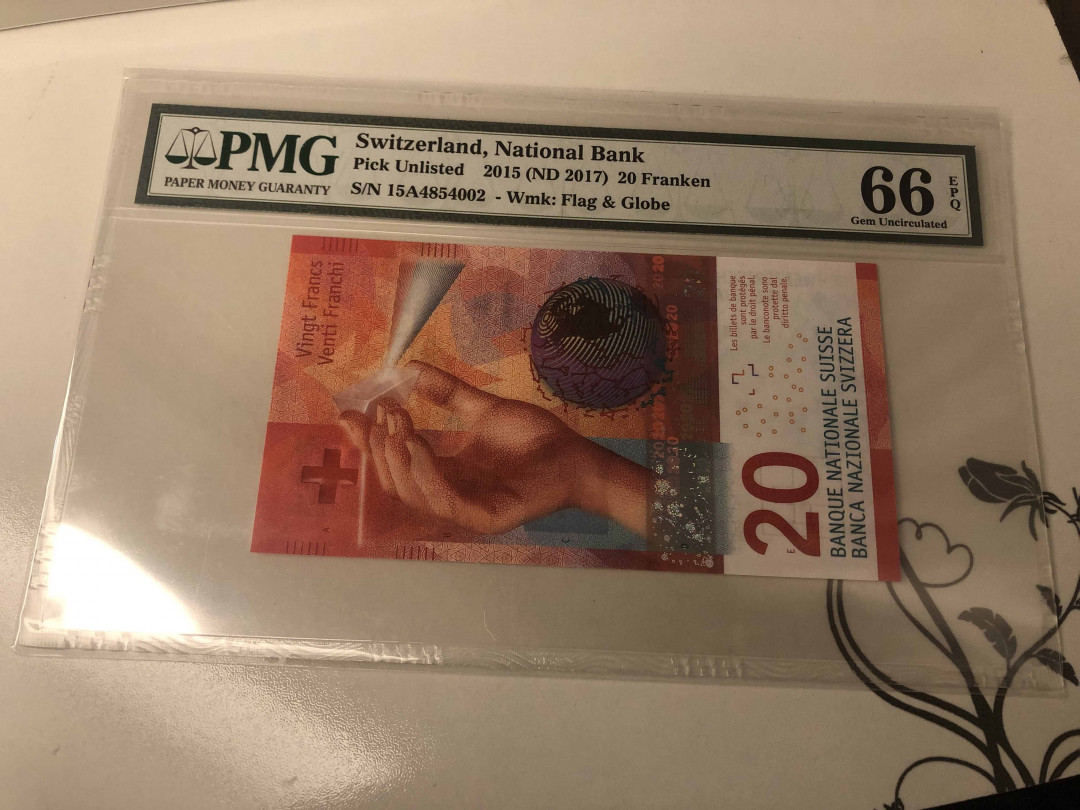 PMG
PAPER MONEY GUARANTY
Switzerland, National Bank
Pick Unlisted 2015 (ND 2017) 20 Franken
S/N 15A4854002 - Wmk: Flag & Globe
66
EPQ
Gem Uncirculated
Vingt Francs
Venti Franchi
Les billets de banque
sont protégés
par le droit pénal.
Le banconote sono
protette dal
diritto penale.
20
BANQUE NATIONALE SUISSE
BANCA NAZIONALE SVIZZERA